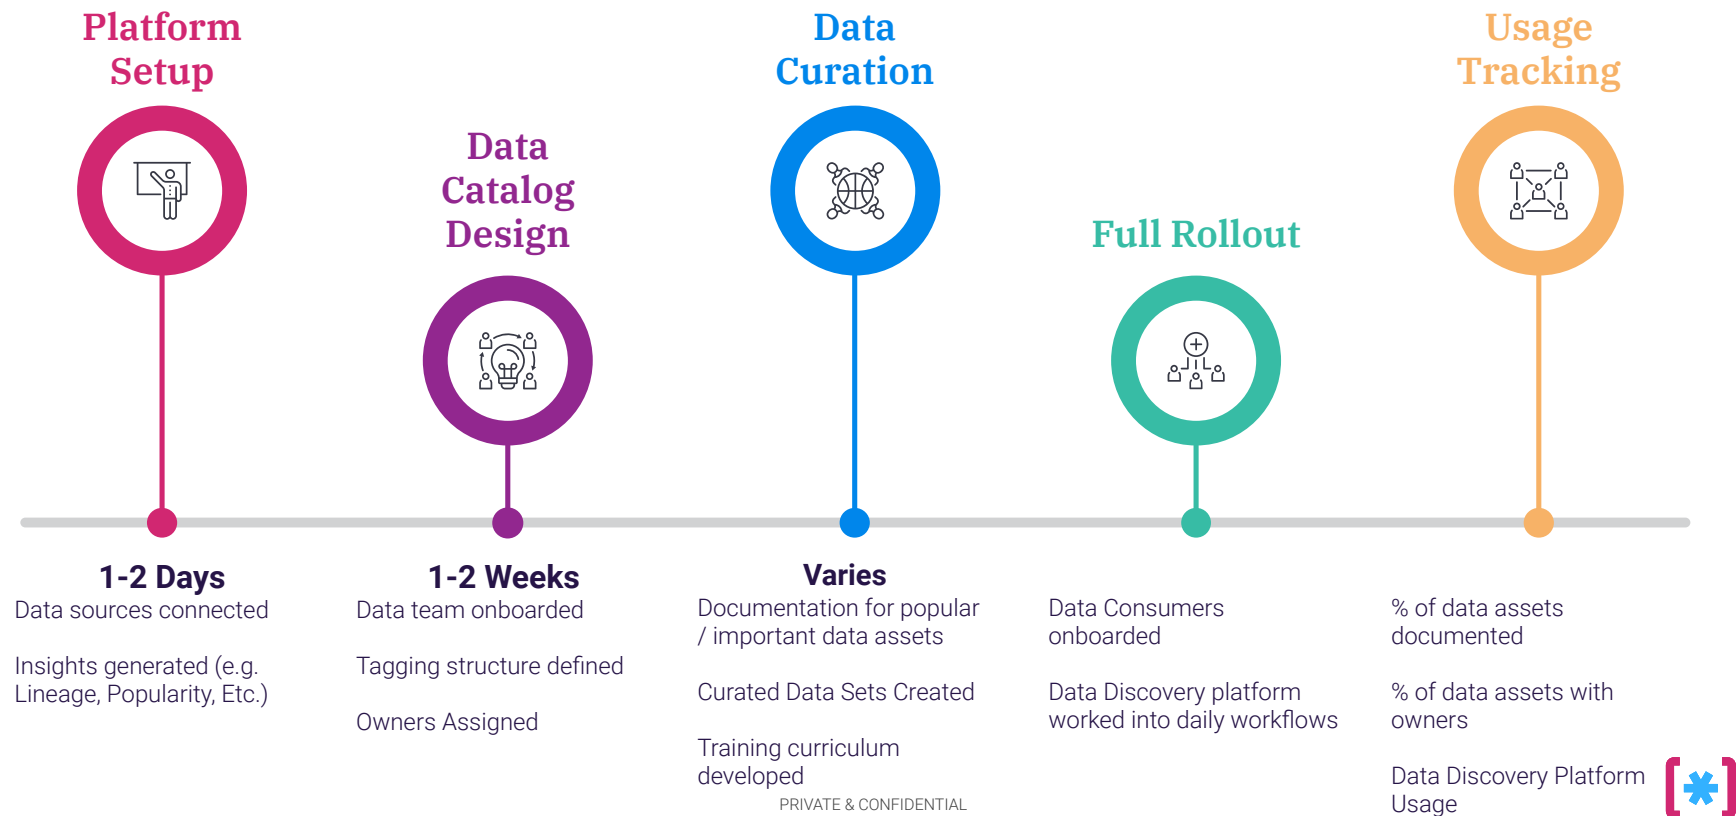 Platform
Setup
Data
Catalog
Design
Data
Curation
Full Rollout
Usage
Tracking
1-2 Days
Data sources connected
Insights generated (e.g.
Lineage, Popularity, Etc.)
1-2 Weeks
Data team onboarded
Tagging structure defined
Owners Assigned
Varies
Documentation for popular
/ important data assets
Curated Data Sets Created
Training curriculum
developed
Data Consumers
onboarded
Data Discovery platform
worked into daily workflows
% of data assets
documented
% of data assets with
owners
Data Discovery Platform
Usage
PRIVATE & CONFIDENTIAL